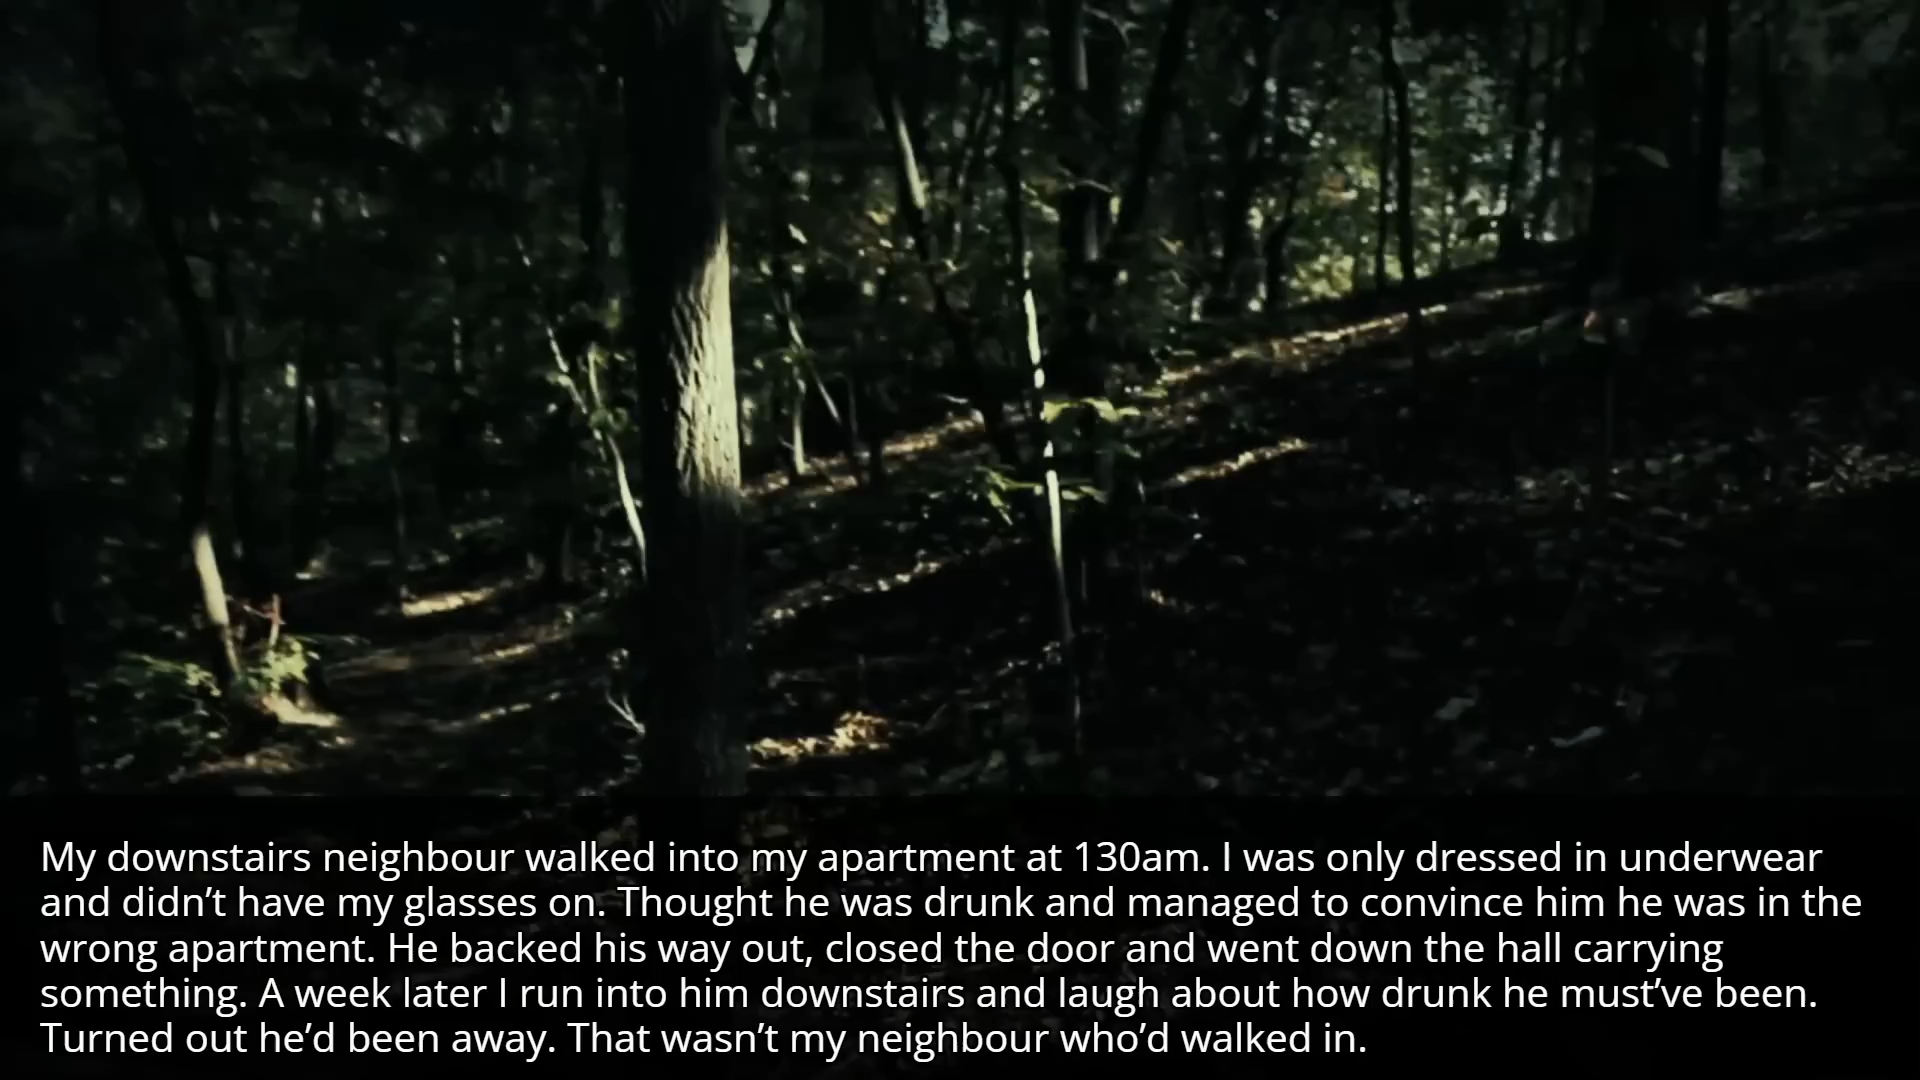 My downstairs neighbour walked into my apartment at 130am. I was only dressed in underwear
and didn’t have my glasses on. Thought he was drunk and managed to convince him he was in the
wrong apartment. He backed his way out, closed the door and went down the hall carrying
something. A week later I run into him downstairs and laugh about how drunk he must’ve been.
Turned out he’d been away. That wasn’t my neighbour who’d walked in.